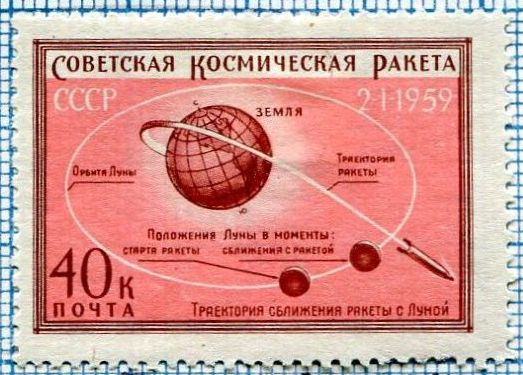 СОВЕТСКАЯ КОСМИЧЕСКАЯ РАКЕТА
СССР
2·I·1959
С
ЗЕМЛЯ
ОРБИТА ЛУНЫ
ТРАЕКТОРИЯ
РАКЕТЫ
Ю
ПОЛОЖЕНИЯ ЛУНЫ В МОМЕНТЫ:
СТАРТА РАКЕТЫ
СБЛИЖЕНИЯ С РАКЕТОЙ
40К
ПОЧТА
ТРАЕКТОРИЯ СБЛИЖЕНИЯ РАКЕТЫ С ЛУНОЙ